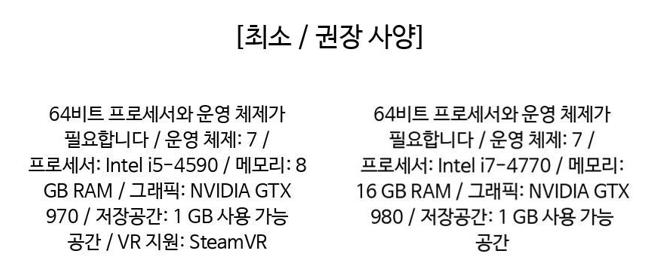 [최소 / 권장 사양]
64비트 프로세서와 운영 체제가
필요합니다 / 운영 체제: 7 /
프로세서: Intel i5-4590 / 메모리: 8
GB RAM / 그래픽: NVIDIA GTX
970 / 저장공간: 1 GB 사용 가능
공간 / VR 지원: SteamVR
64비트 프로세서와 운영 체제가
필요합니다 / 운영 체제: 7 /
프로세서: Intel i7-4770 / 메모리:
16 GB RAM / 그래픽: NVIDIA GTX
980 / 저장공간: 1 GB 사용 가능
공간